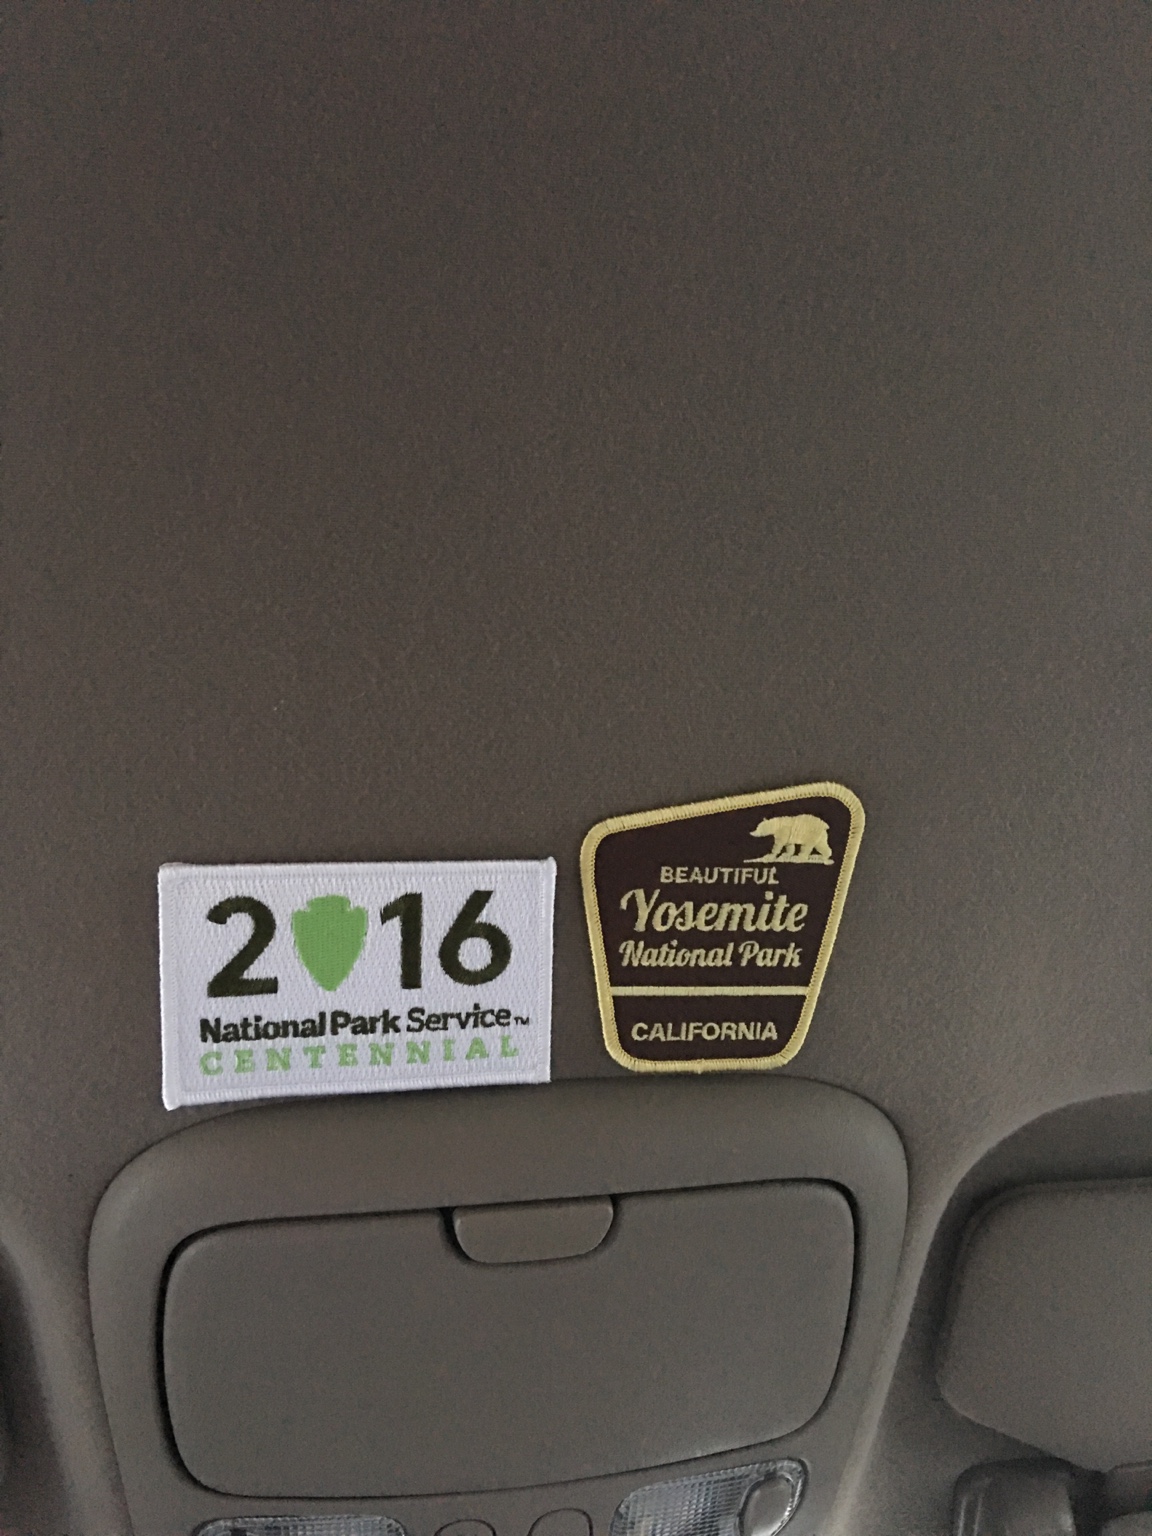 2016
National Park Service™
CENTENNIAL
BEAUTIFUL
Yosemite
National Park
CALIFORNIA